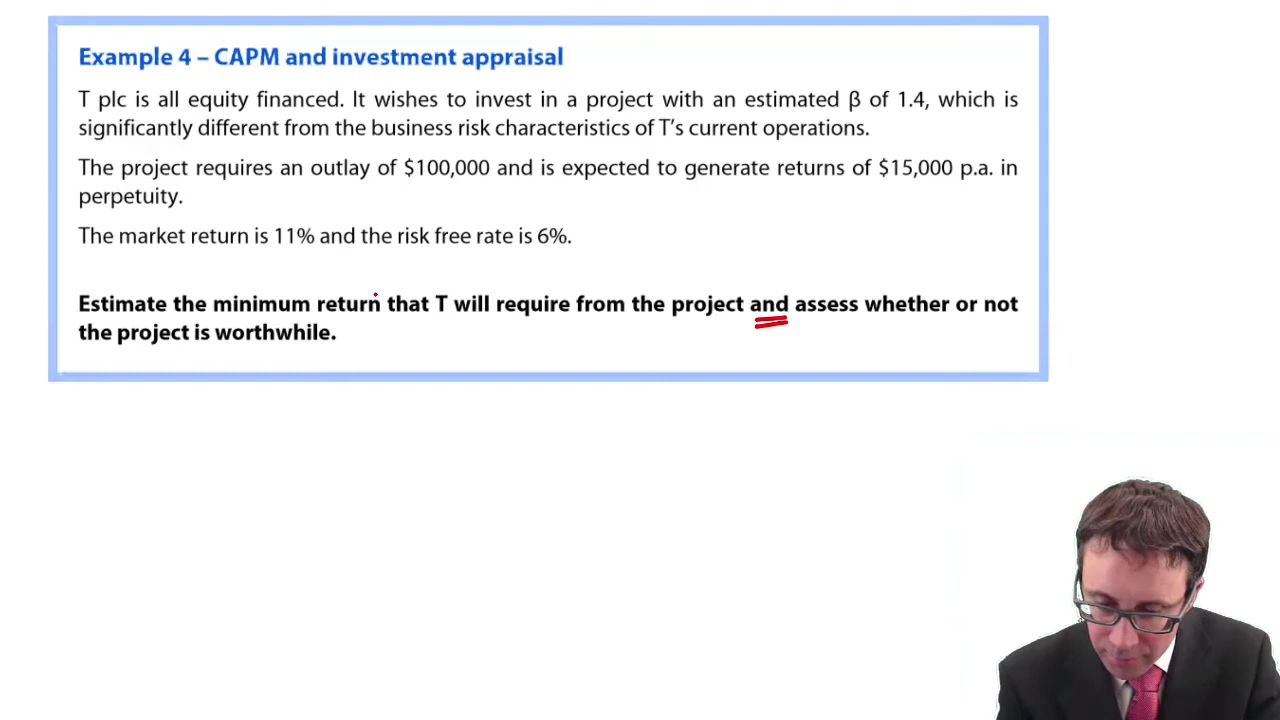 Example 4 – CAPM and investment appraisal
T plc is all equity financed. It wishes to invest in a project with an estimated β of 1.4, which is
significantly different from the business risk characteristics of T's current operations.
The project requires an outlay of $100,000 and is expected to generate returns of $15,000 p.a. in
perpetuity.
The market return is 11% and the risk free rate is 6%.
Estimate the minimum return that T will require from the project and assess whether or not
the project is worthwhile.